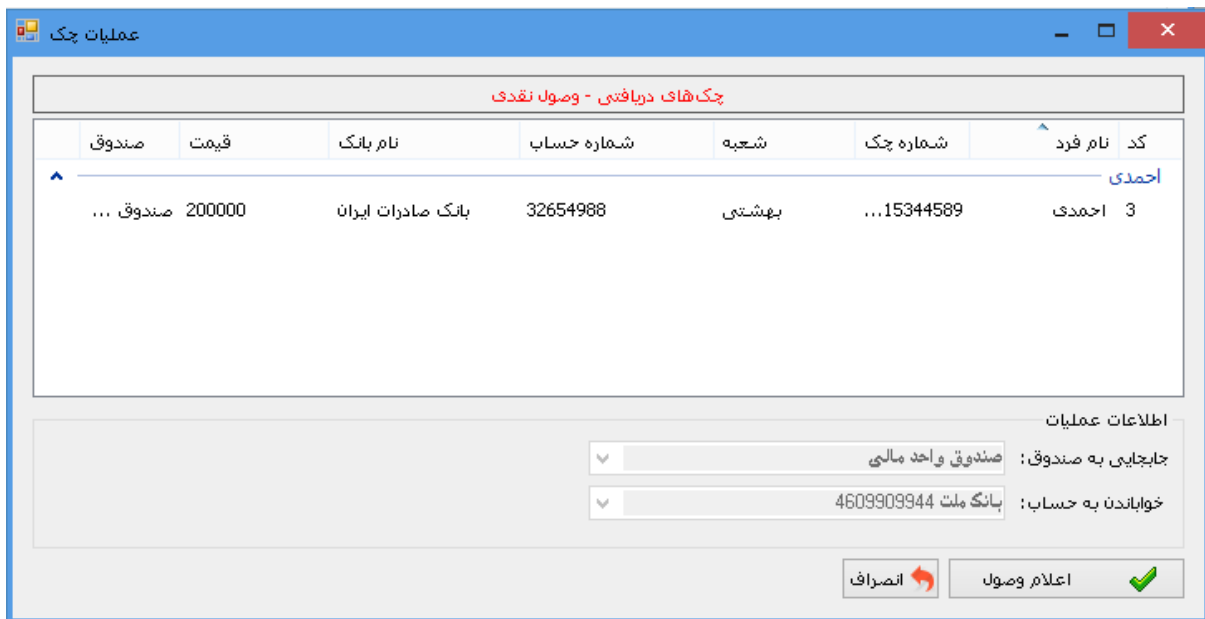 عملیات چک
چک‌های دریافتی - وصول نقدی
کد نام فرد شماره چک شعبه شماره حساب نام بانک قیمت صندوق
احمدی
3 احمدی 15344589... بهشتی 32654988 بانک صادرات ایران 200000 صندوق ...
اطلاعات عملیات
جابجایی به صندوق: صندوق واحد مالی
خواباندن به حساب: بانک ملت 4609909944
اعلام وصول انصراف